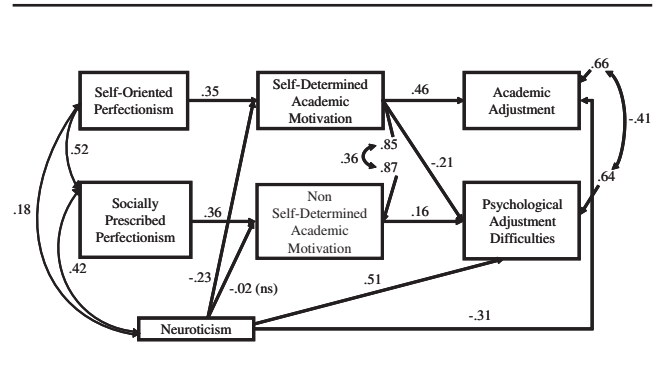 .66
Self-Oriented
Perfectionism
.35
Self-Determined
Academic
Motivation
.46
Academic
Adjustment
-.41
.52
.36
.85
.87
-.21
.64
.18
Socially
Prescribed
Perfectionism
.36
Non
Self-Determined
Academic
Motivation
.16
Psychological
Adjustment
Difficulties
.42
-.23
-.02 (ns)
.51
-.31
Neuroticism